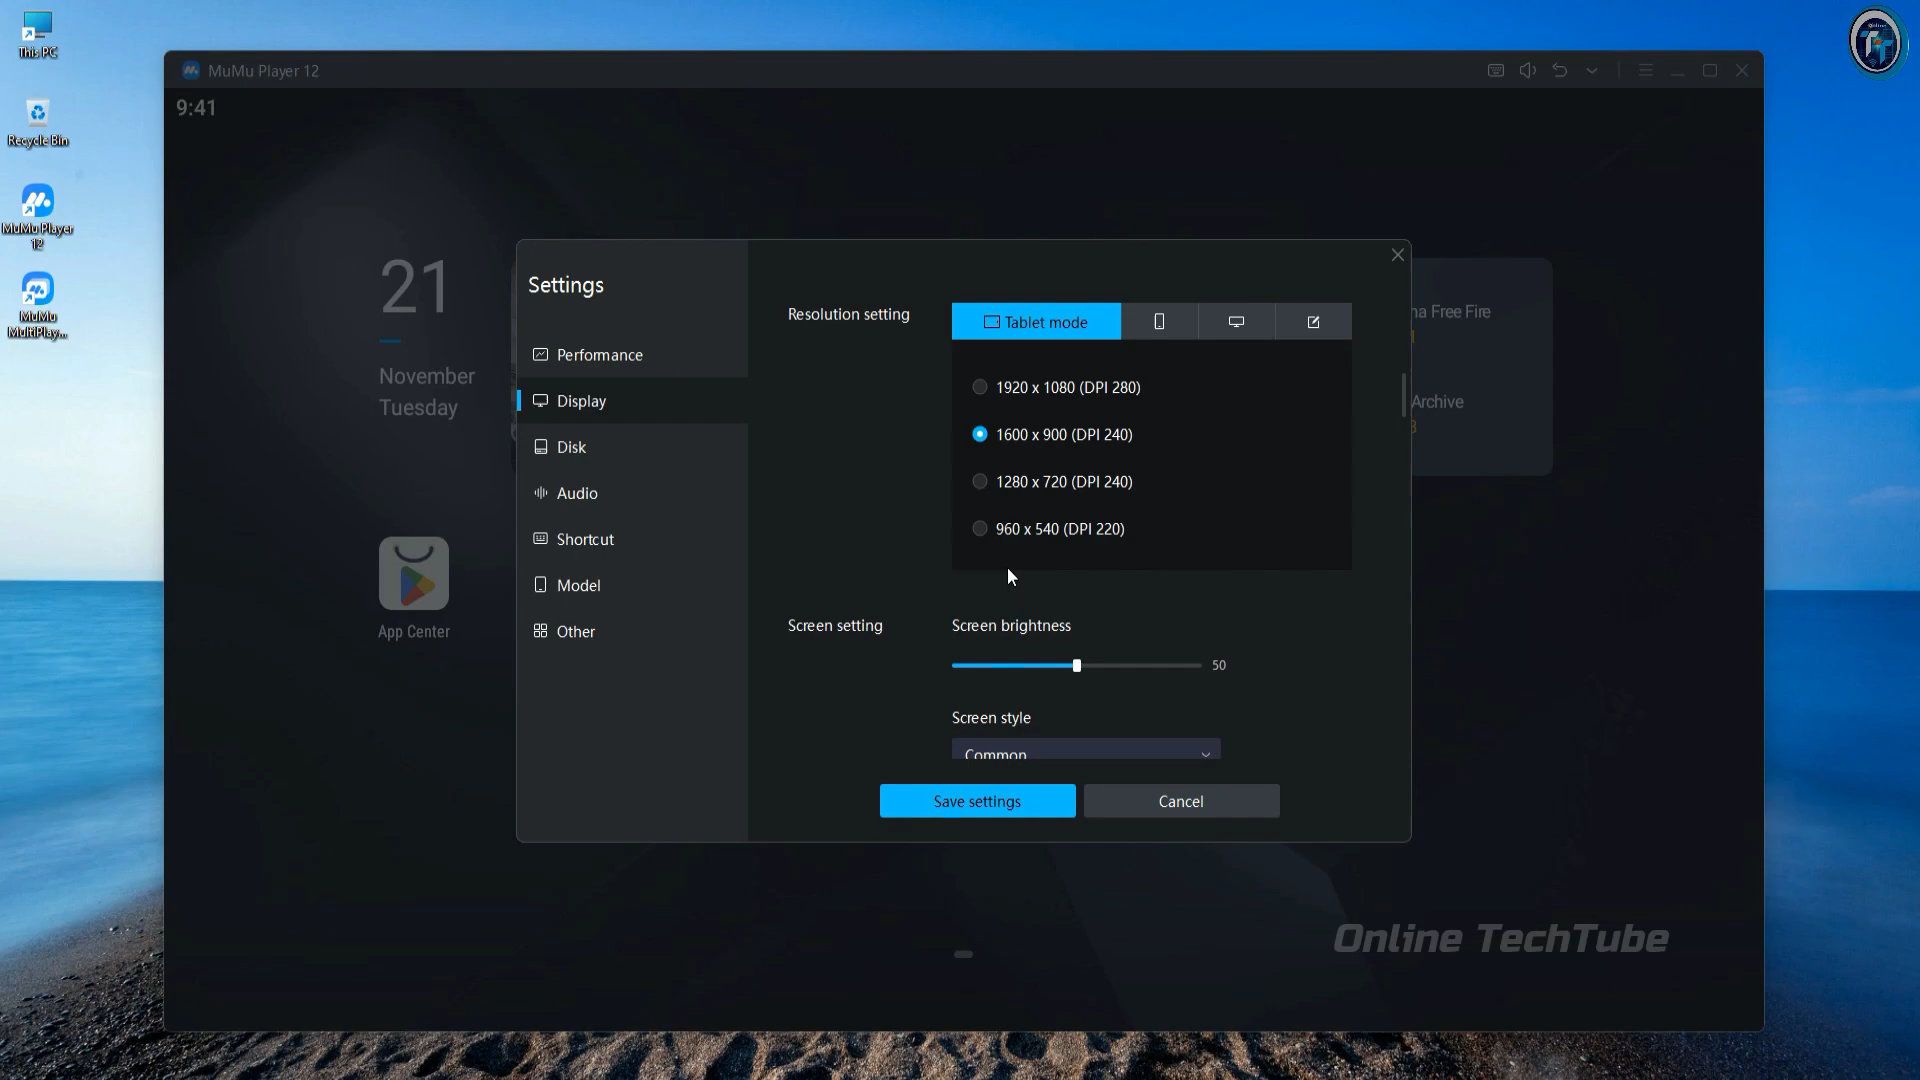 This PC
Recycle Bin
MuMu Player
12
MuMu
MultiPlay...
MuMu Player 12
9:41
21
November
Tuesday
App Center
na Free Fire
Archive
Settings
Performance
Display
Disk
Audio
Shortcut
Model
Other
Resolution setting
Tablet mode
1920 x 1080 (DPI 280)
1600 x 900 (DPI 240)
1280 x 720 (DPI 240)
960 x 540 (DPI 220)
Screen setting
Screen brightness
50
Screen style
Common
Save settings
Cancel
Online TechTube